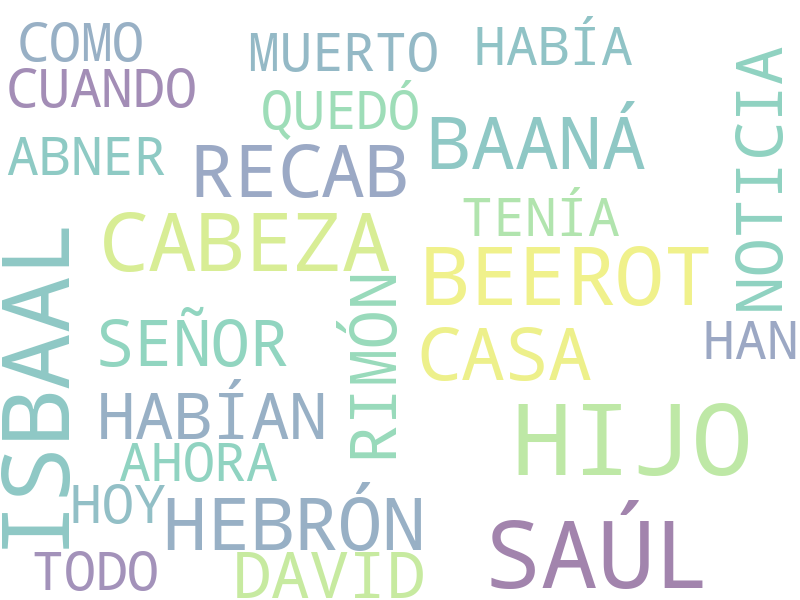 COMO
MUERTO
HABÍA
CUANDO
QUEDÓ
NOTICIA
ABNER
RECAB
BAANÁ
CABEZA
TENÍA
BEEROT
ISBAAL
SEÑOR
RIMÓN
CASA
HAN
HABÍAN
HIJO
AHORA
HOY
HEBRÓN
SAÚL
TODO
DAVID